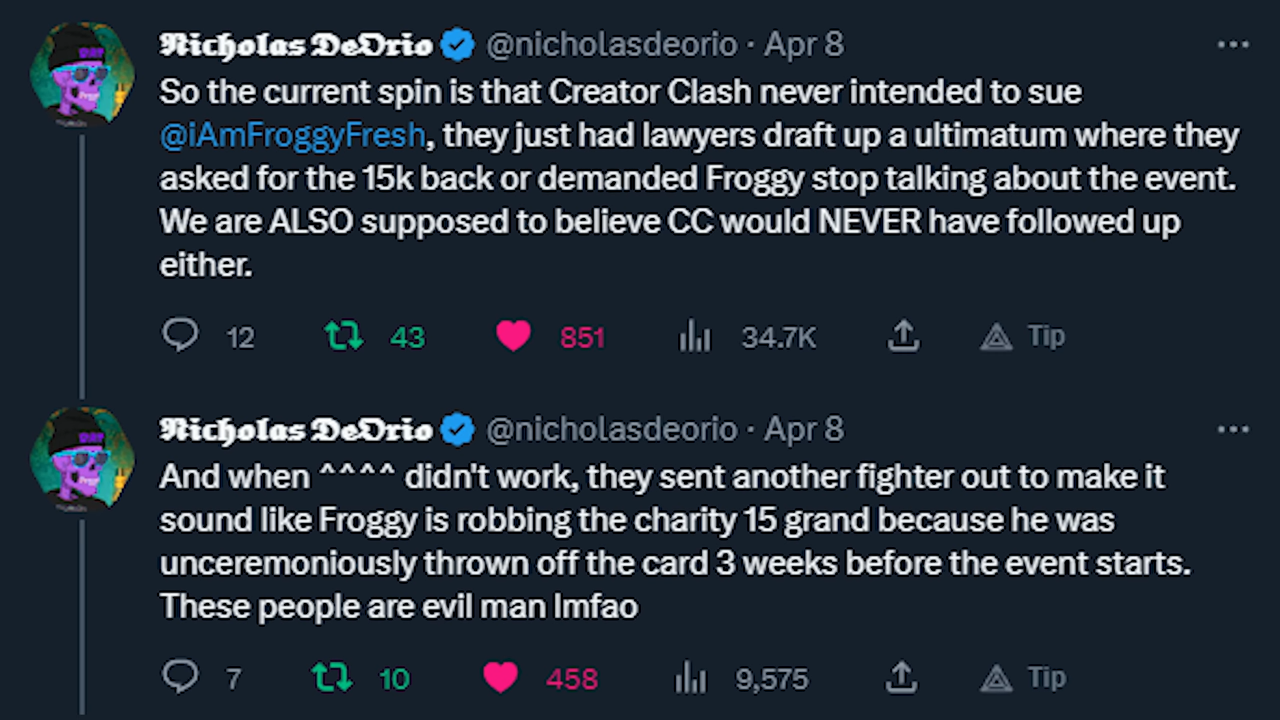 𝕹𝖎𝖈𝖍𝖔𝖑𝖆𝖘 𝕯𝖊𝕺𝖗𝖎𝖔 @nicholasdeorio · Apr 8
So the current spin is that Creator Clash never intended to sue
@iAmFroggyFresh, they just had lawyers draft up a ultimatum where they
asked for the 15k back or demanded Froggy stop talking about the event.
We are ALSO supposed to believe CC would NEVER have followed up
either.
12 43 851 34.7K Tip
𝕹𝖎𝖈𝖍𝖔𝖑𝖆𝖘 𝕯𝖊𝕺𝖗𝖎𝖔 @nicholasdeorio · Apr 8
And when ^^^^ didn't work, they sent another fighter out to make it
sound like Froggy is robbing the charity 15 grand because he was
unceremoniously thrown off the card 3 weeks before the event starts.
These people are evil man lmfao
7 10 458 9,575 Tip